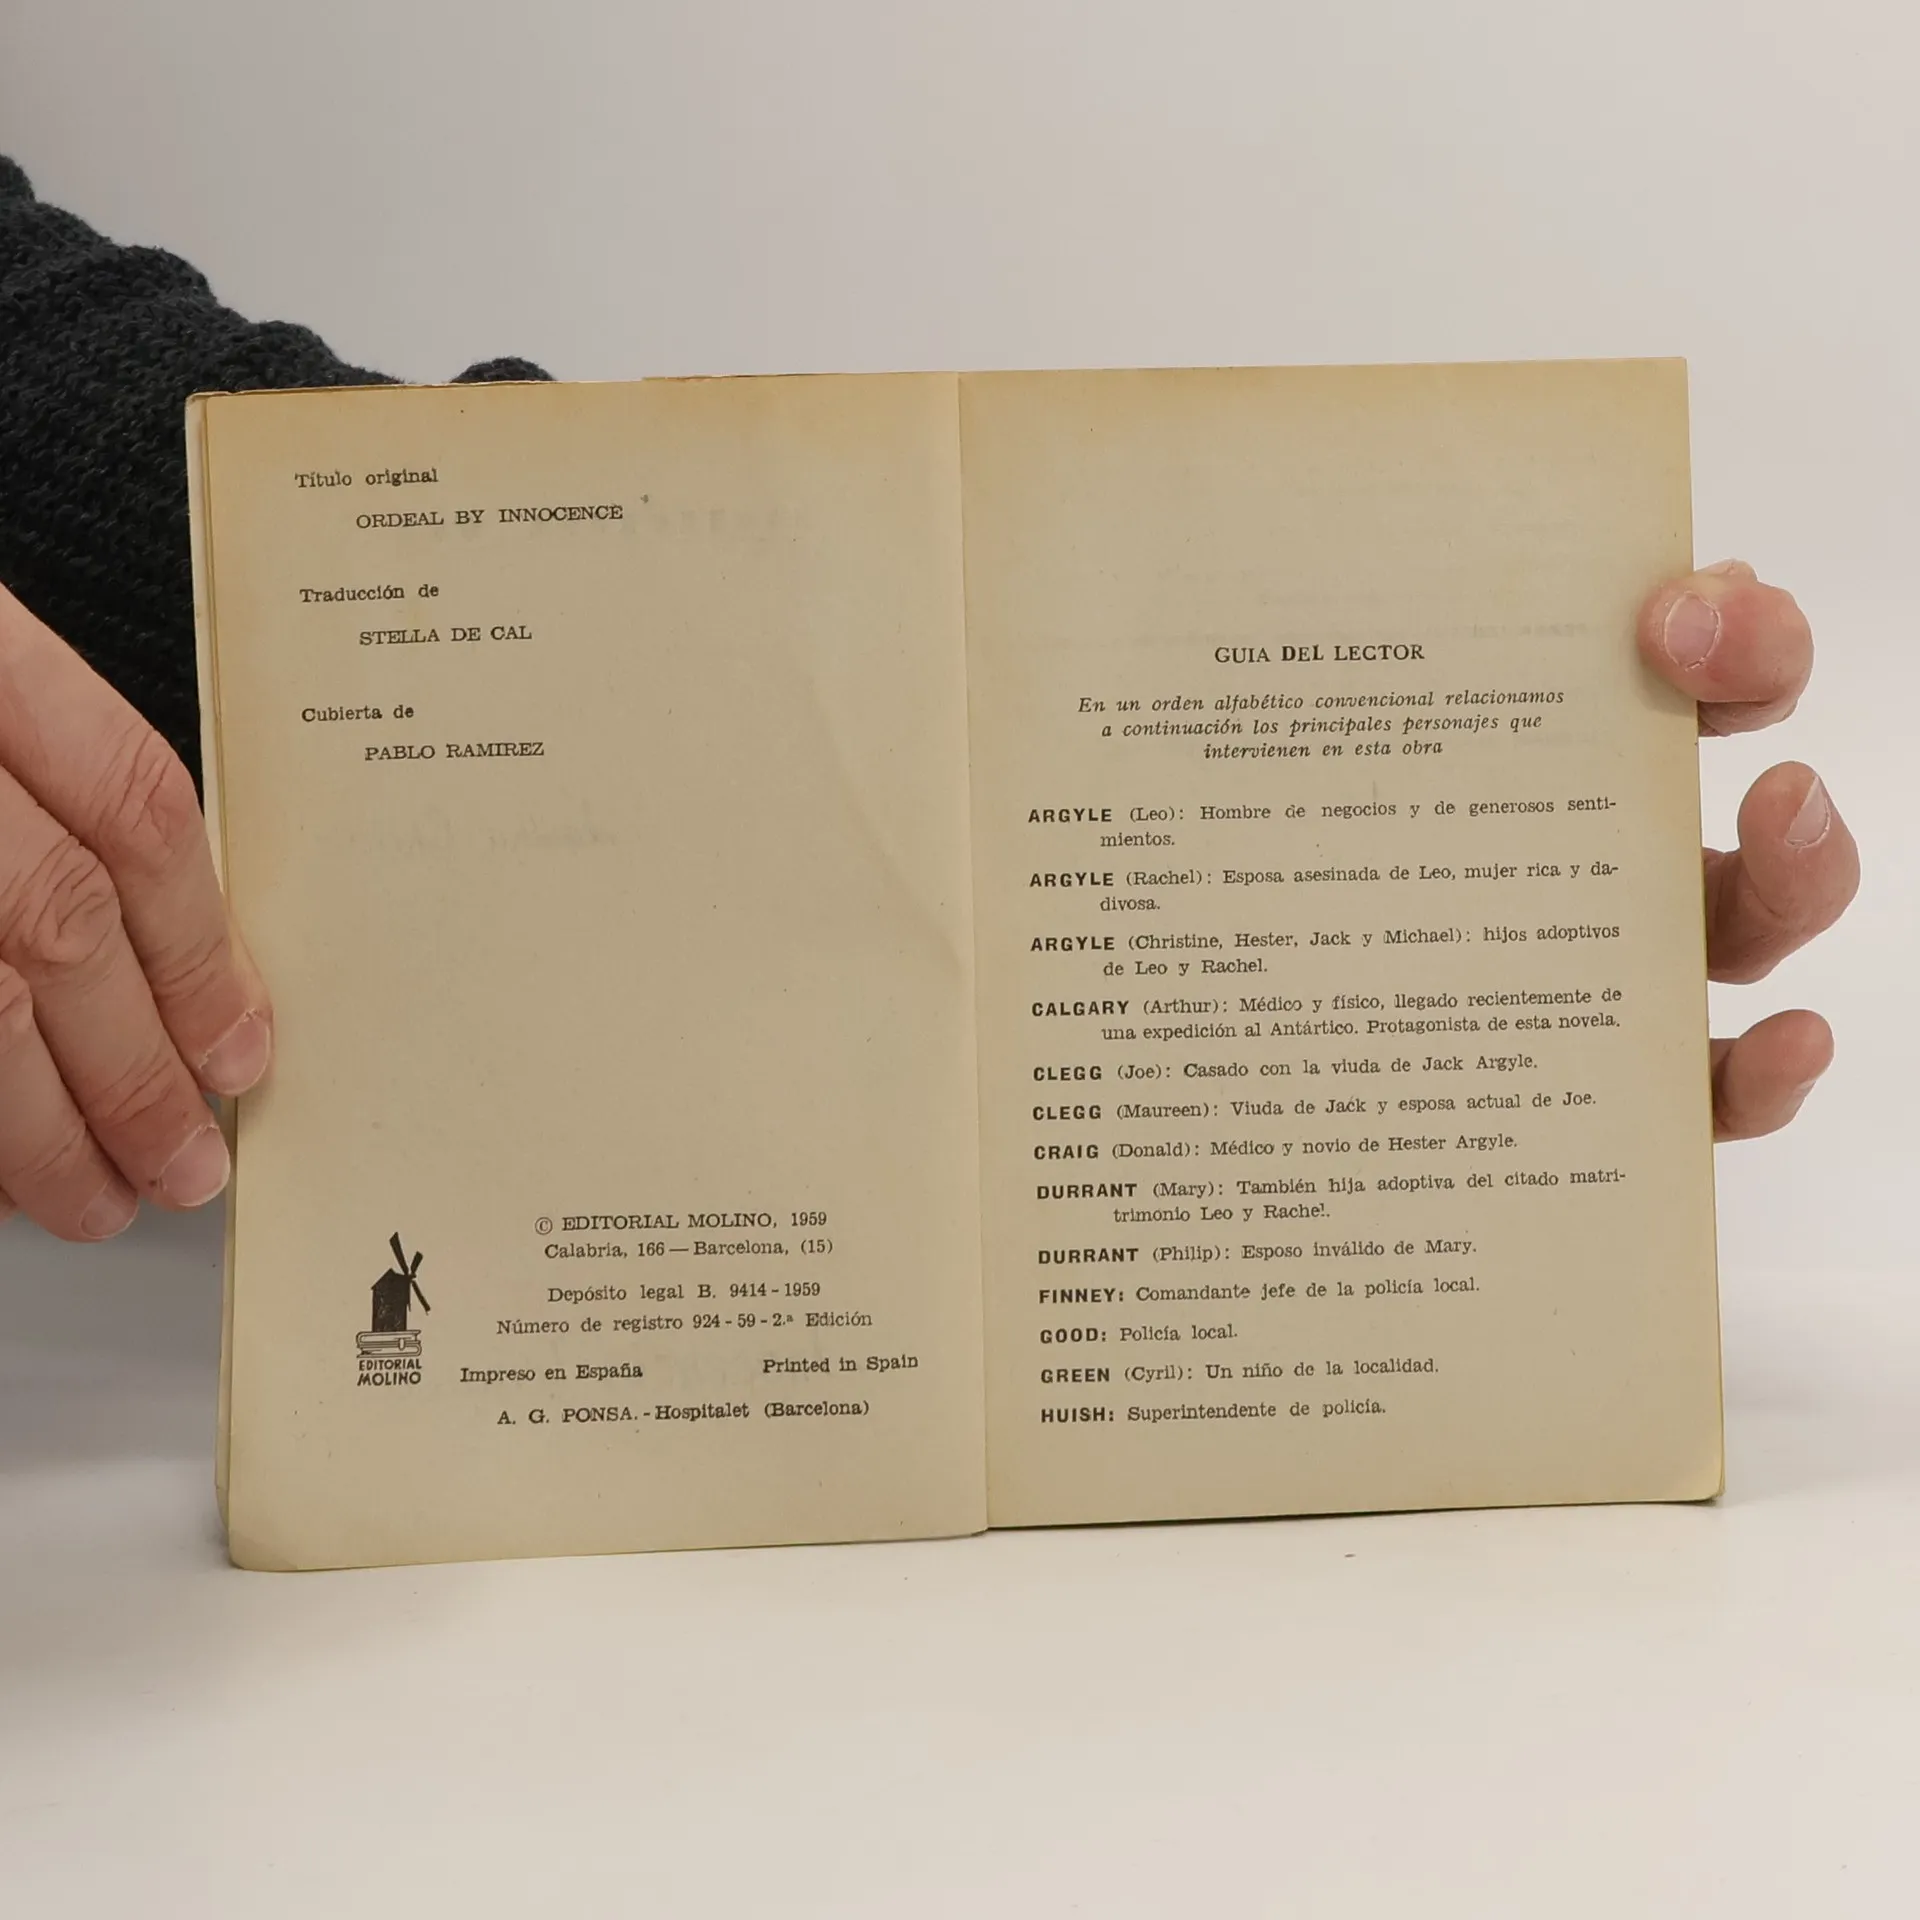 Título original
ORDEAL BY INNOCENCE
Traducción de
STELLA DE CAL
Cubierta de
PABLO RAMIREZ
EDITORIAL
MOLINO
© EDITORIAL MOLINO, 1959
Calabria, 166 — Barcelona, (15)
Depósito legal B. 9414 - 1959
Número de registro 924 - 59 - 2.ª Edición
Impreso en España Printed in Spain
A. G. PONSA. - Hospitalet (Barcelona)
GUIA DEL LECTOR
En un orden alfabético convencional relacionamos
a continuación los principales personajes que
intervienen en esta obra
ARGYLE (Leo): Hombre de negocios y de generosos senti-
mientos.
ARGYLE (Rachel): Esposa asesinada de Leo, mujer rica y da-
divosa.
ARGYLE (Christine, Hester, Jack y Michael): hijos adoptivos
de Leo y Rachel.
CALGARY (Arthur): Médico y físico, llegado recientemente de
una expedición al Antártico. Protagonista de esta novela.
CLEGG (Joe): Casado con la viuda de Jack Argyle.
CLEGG (Maureen): Viuda de Jack y esposa actual de Joe.
CRAIG (Donald): Médico y novio de Hester Argyle.
DURRANT (Mary): También hija adoptiva del citado matri-
trimonio Leo y Rachel.
DURRANT (Philip): Esposo inválido de Mary.
FINNEY: Comandante jefe de la policía local.
GOOD: Policía local.
GREEN (Cyril): Un niño de la localidad.
HUISH: Superintendente de policía.